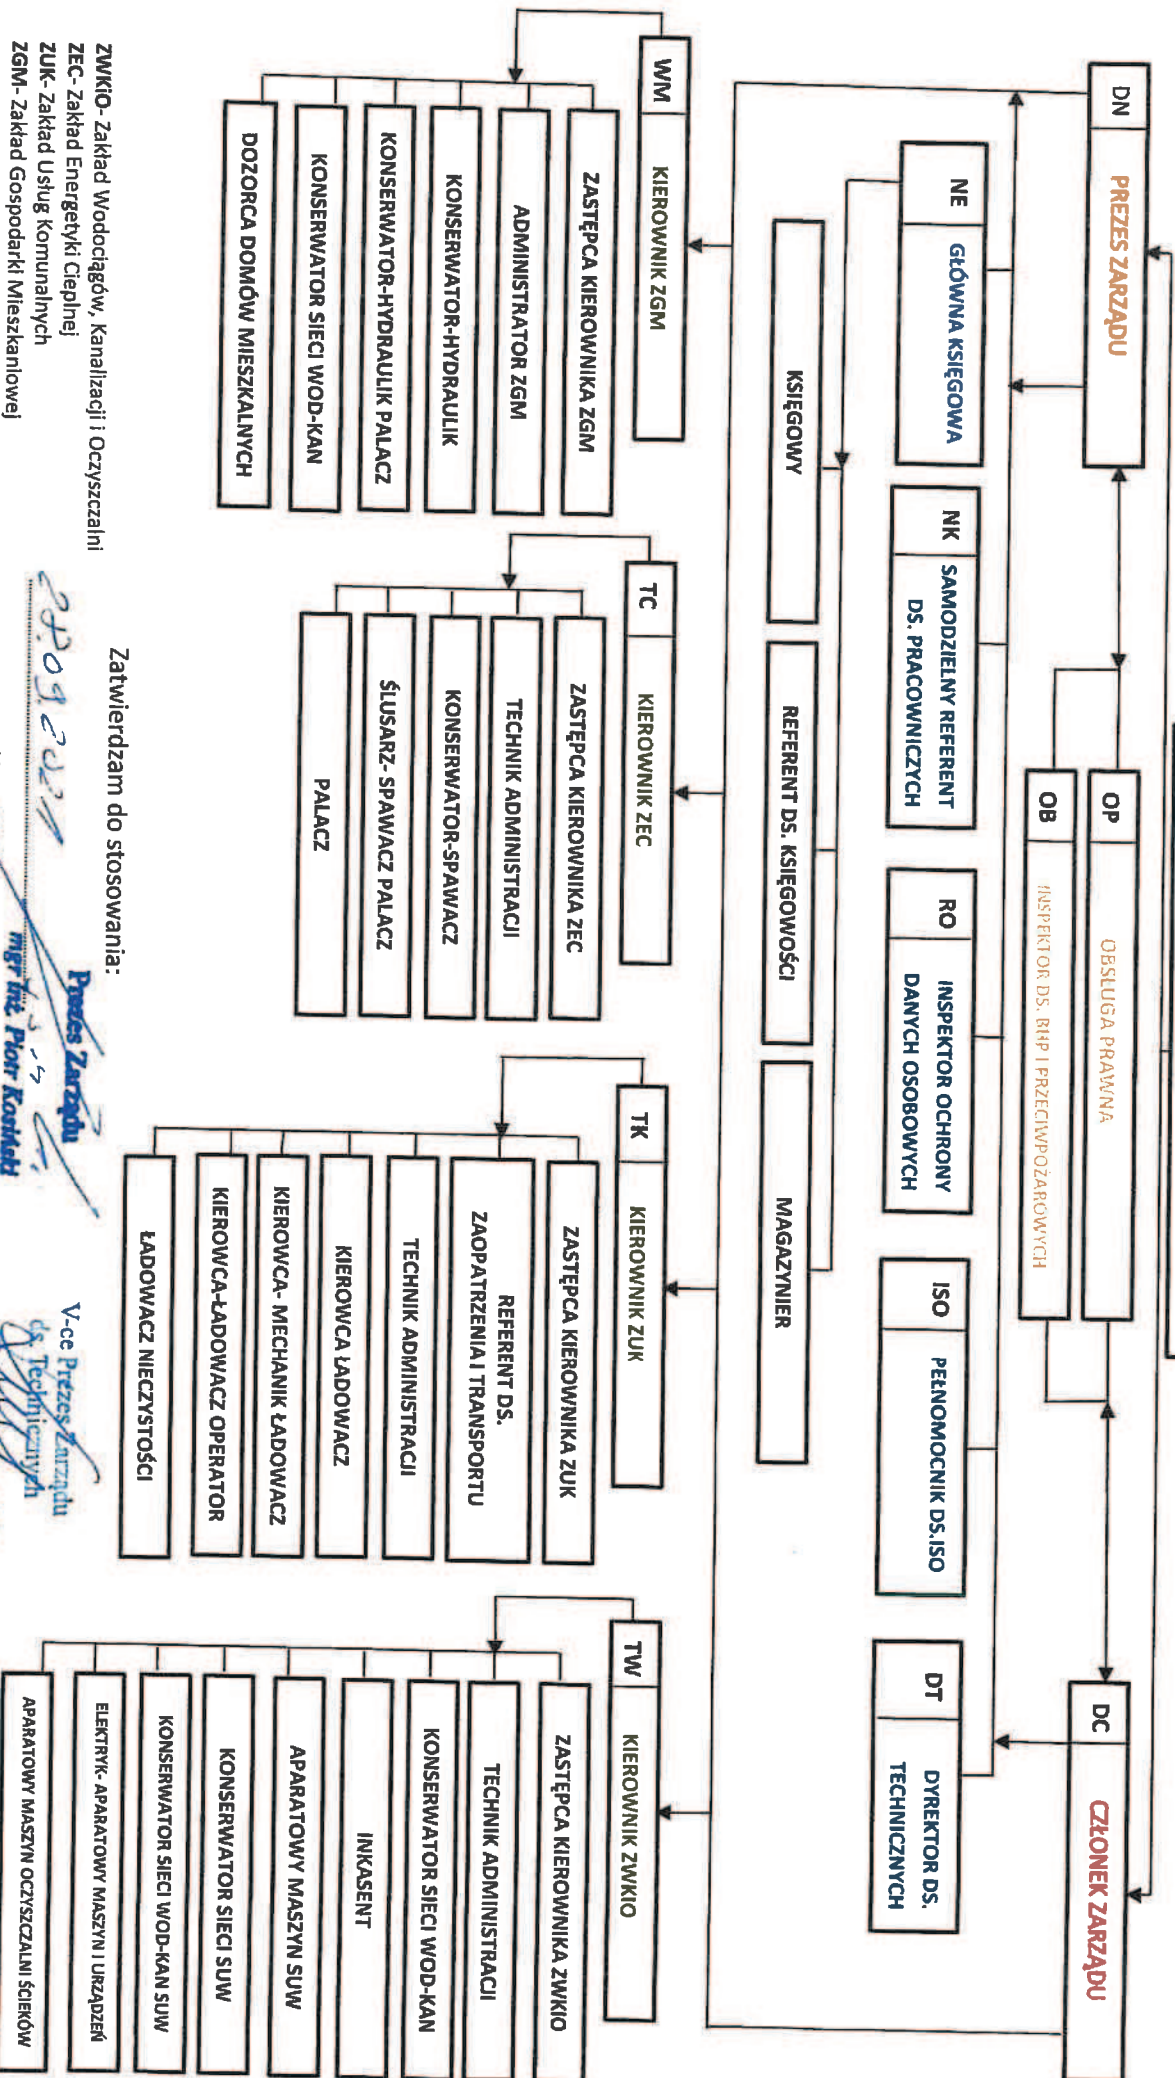 DN
PREZES ZARZĄDU
OP
OBSŁUGA PRAWNA
OB
INSPEKTOR DS. BHP I PRZECIWPOŻAROWYCH
DC
CZŁONEK ZARZĄDU
NE
GŁÓWNA KSIĘGOWA
NK
SAMODZIELNY REFERENT
DS. PRACOWNICZYCH
RO
INSPEKTOR OCHRONY
DANYCH OSOBOWYCH
ISO
PEŁNOMOCNIK DS.ISO
DT
DYREKTOR DS.
TECHNICZNYCH
KSIĘGOWY
REFERENT DS. KSIĘGOWOŚCI
MAGAZYNIER
WM
KIEROWNIK ZGM
ZASTĘPCA KIEROWNIKA ZGM
ADMINISTRATOR ZGM
KONSERWATOR-HYDRAULIK
KONSERWATOR-HYDRAULIK PALACZ
KONSERWATOR SIECI WOD-KAN
DOZORCA DOMÓW MIESZKALNYCH
TC
KIEROWNIK ZEC
ZASTĘPCA KIEROWNIKA ZEC
TECHNIK ADMINISTRACJI
KONSERWATOR-SPAWACZ
ŚLUSARZ- SPAWACZ PALACZ
PALACZ
TK
KIEROWNIK ZUK
ZASTĘPCA KIEROWNIKA ZUK
REFERENT DS.
ZAOPATRZENIA I TRANSPORTU
TECHNIK ADMINISTRACJI
KIEROWCA ŁADOWACZ
KIEROWCA- MECHANIK ŁADOWACZ
KIEROWCA-ŁADOWACZ OPERATOR
ŁADOWACZ NIECZYSTOŚCI
TW
KIEROWNIK ZWKIO
ZASTĘPCA KIEROWNIKA ZWKIO
TECHNIK ADMINISTRACJI
KONSERWATOR SIECI WOD-KAN
INKASENT
APARATOWY MASZYN SUW
KONSERWATOR SIECI SUW
KONSERWATOR SIECI WOD-KAN SUW
ELEKTRYK- APARATOWY MASZYN I URZĄDZEŃ
APARATOWY MASZYN OCZYSZCZALNI ŚCIEKÓW
ZWKiO- Zakład Wodociągów, Kanalizacji i Oczyszczalni
ZEC- Zakład Energetyki Cieplnej
ZUK- Zakład Usług Komunalnych
ZGM- Zakład Gospodarki Mieszkaniowej
Zatwierdzam do stosowania:
28.09.2021
Prezes Zarządu
mgr inż. Piotr Kosiński
V-ce Prezes Zarządu
ds. Technicznych